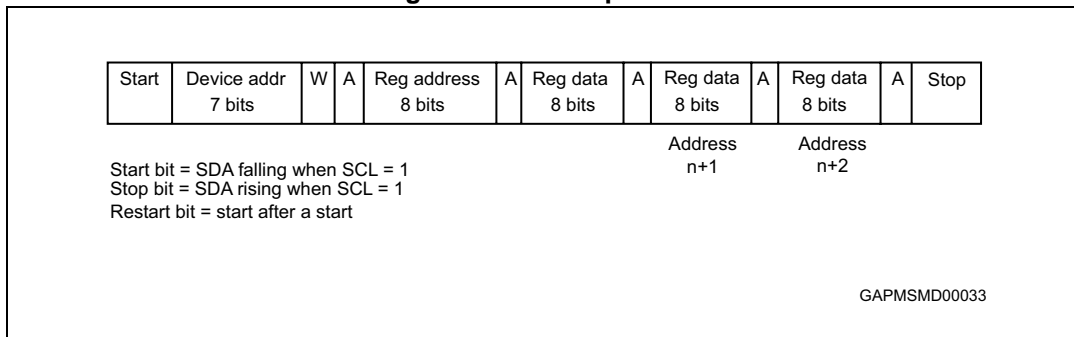 Start Device addr W A Reg address A Reg data A Reg data A Reg data A Stop
7 bits 8 bits 8 bits 8 bits 8 bits
Address Address
n+1 n+2
Start bit = SDA falling when SCL = 1
Stop bit = SDA rising when SCL = 1
Restart bit = start after a start
GAPMSMD00033